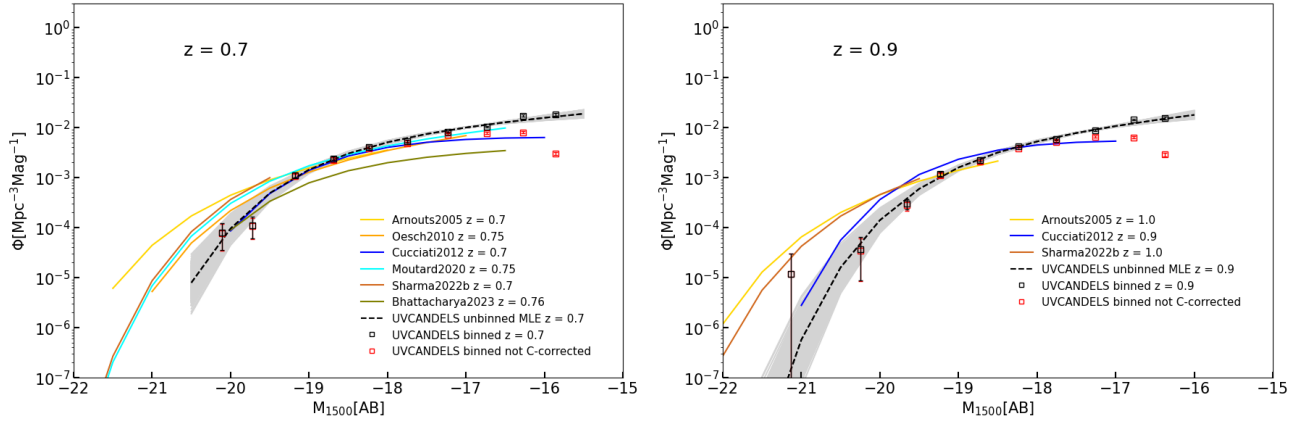 z = 0.7
Φ[Mpc⁻³Mag⁻¹]
10⁰
10⁻¹
10⁻²
10⁻³
10⁻⁴
10⁻⁵
10⁻⁶
10⁻⁷
Arnouts2005 z = 0.7
Oesch2010 z = 0.75
Cucciati2012 z = 0.7
Moutard2020 z = 0.75
Sharma2022b z = 0.7
Bhattacharya2023 z = 0.76
UVCANDELS unbinned MLE z = 0.7
UVCANDELS binned z = 0.7
UVCANDELS binned not C-corrected
−22 −21 −20 −19 −18 −17 −16 −15
M₁₅₀₀[AB]
z = 0.9
Φ[Mpc⁻³Mag⁻¹]
10⁰
10⁻¹
10⁻²
10⁻³
10⁻⁴
10⁻⁵
10⁻⁶
10⁻⁷
Arnouts2005 z = 1.0
Cucciati2012 z = 0.9
Sharma2022b z = 1.0
UVCANDELS unbinned MLE z = 0.9
UVCANDELS binned z = 0.9
UVCANDELS binned not C-corrected
−22 −21 −20 −19 −18 −17 −16 −15
M₁₅₀₀[AB]